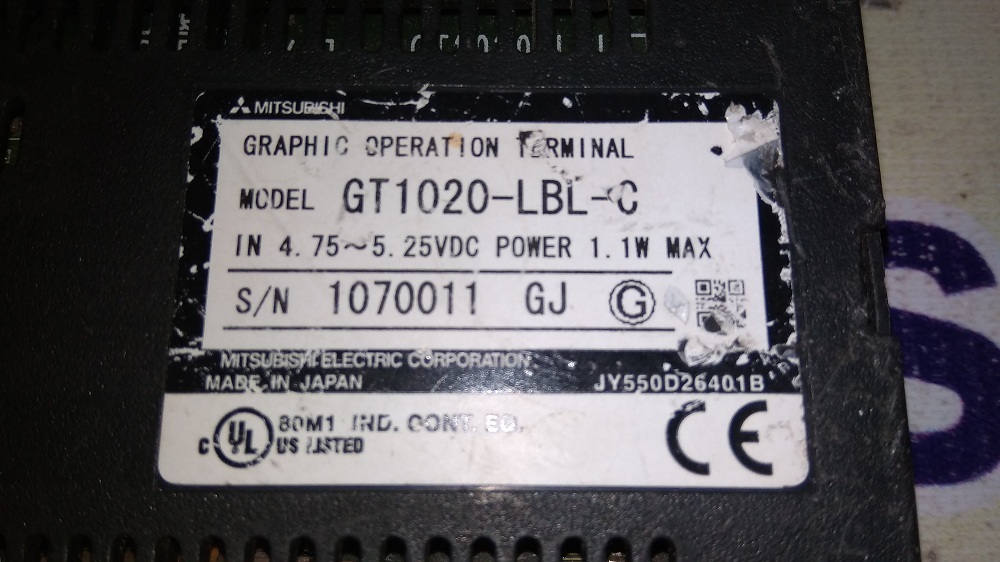 MITSUBISHI
GRAPHIC OPERATION TERMINAL
MODEL GT1020-LBL-C
IN 4.75~5.25VDC POWER 1.1W MAX
S/N 1070011 GJ G
MITSUBISHI ELECTRIC CORPORATION
MADE IN JAPAN JY550D26401B
C UL US LISTED
80M1 IND. CONT. EQ.
CE
S